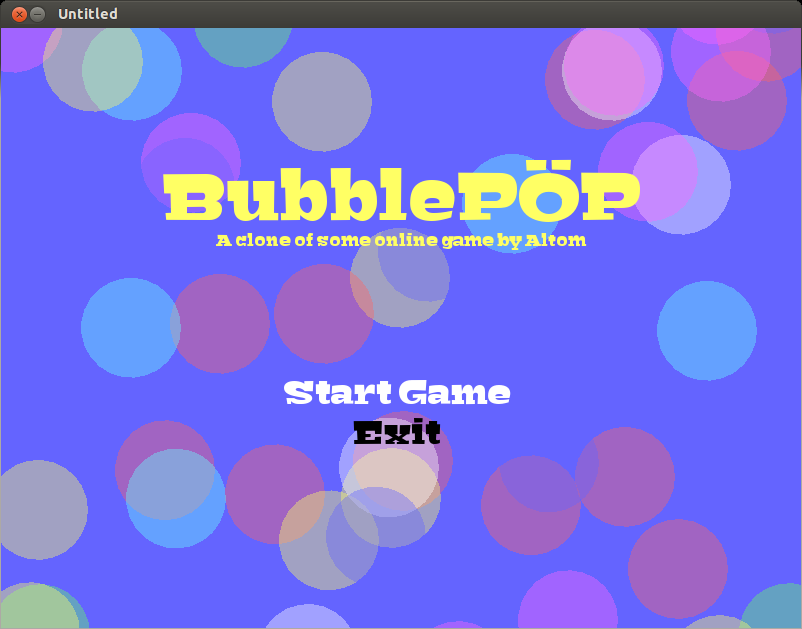 Untitled
BubblePÖP
A clone of some online game by Altom
Start Game
Exit